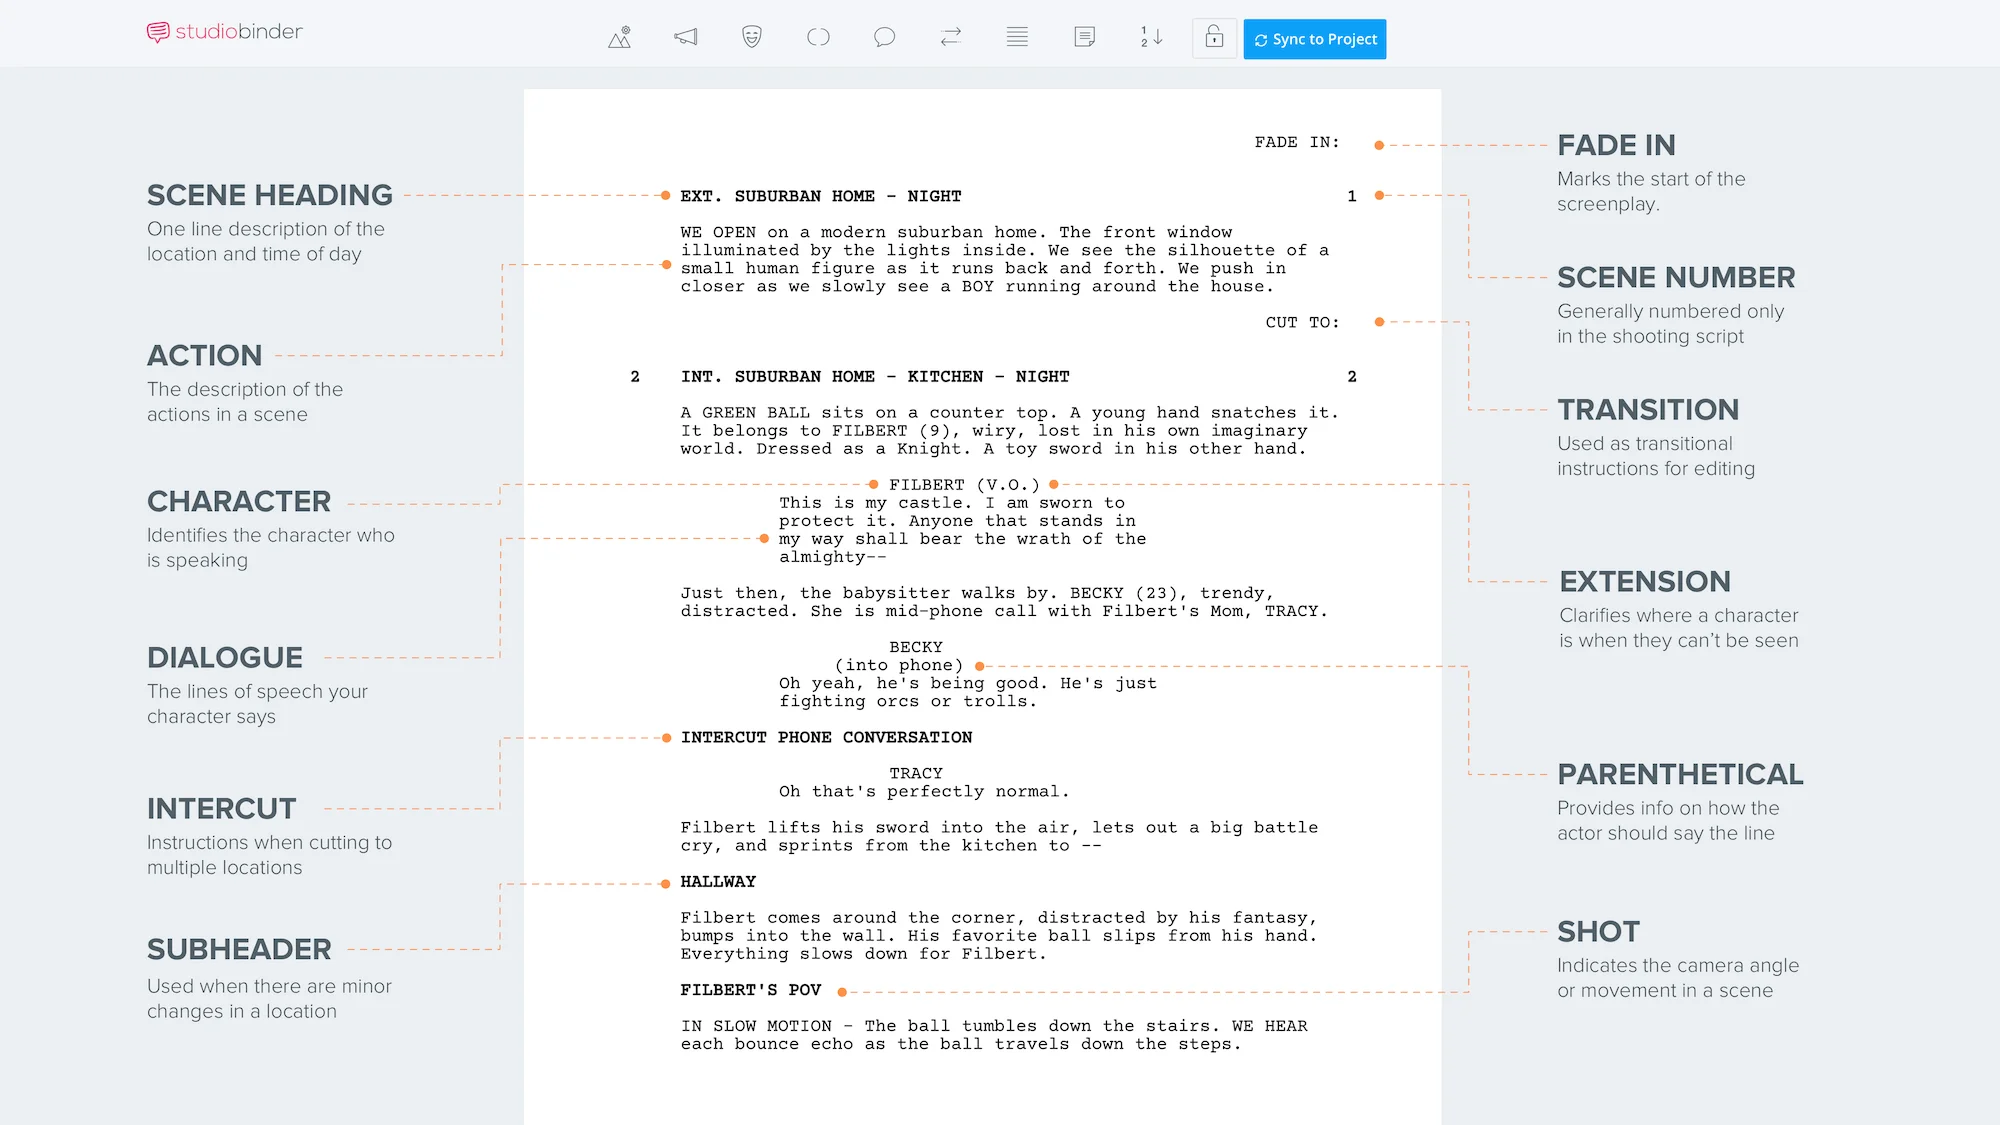 studiobinder
1
2
Sync to Project
SCENE HEADING
One line description of the
location and time of day
ACTION
The description of the
actions in a scene
CHARACTER
Identifies the character who
is speaking
DIALOGUE
The lines of speech your
character says
INTERCUT
Instructions when cutting to
multiple locations
SUBHEADER
Used when there are minor
changes in a location
FADE IN:
EXT. SUBURBAN HOME - NIGHT 1
WE OPEN on a modern suburban home. The front window
illuminated by the lights inside. We see the silhouette of a
small human figure as it runs back and forth. We push in
closer as we slowly see a BOY running around the house.
CUT TO:
2 INT. SUBURBAN HOME - KITCHEN - NIGHT 2
A GREEN BALL sits on a counter top. A young hand snatches it.
It belongs to FILBERT (9), wiry, lost in his own imaginary
world. Dressed as a Knight. A toy sword in his other hand.
FILBERT (V.O.)
This is my castle. I am sworn to
protect it. Anyone that stands in
my way shall bear the wrath of the
almighty--
Just then, the babysitter walks by. BECKY (23), trendy,
distracted. She is mid-phone call with Filbert's Mom, TRACY.
BECKY
(into phone)
Oh yeah, he's being good. He's just
fighting orcs or trolls.
INTERCUT PHONE CONVERSATION
TRACY
Oh that's perfectly normal.
Filbert lifts his sword into the air, lets out a big battle
cry, and sprints from the kitchen to --
HALLWAY
Filbert comes around the corner, distracted by his fantasy,
bumps into the wall. His favorite ball slips from his hand.
Everything slows down for Filbert.
FILBERT'S POV
IN SLOW MOTION - The ball tumbles down the stairs. WE HEAR
each bounce echo as the ball travels down the steps.
FADE IN
Marks the start of the
screenplay.
SCENE NUMBER
Generally numbered only
in the shooting script
TRANSITION
Used as transitional
instructions for editing
EXTENSION
Clarifies where a character
is when they can't be seen
PARENTHETICAL
Provides info on how the
actor should say the line
SHOT
Indicates the camera angle
or movement in a scene